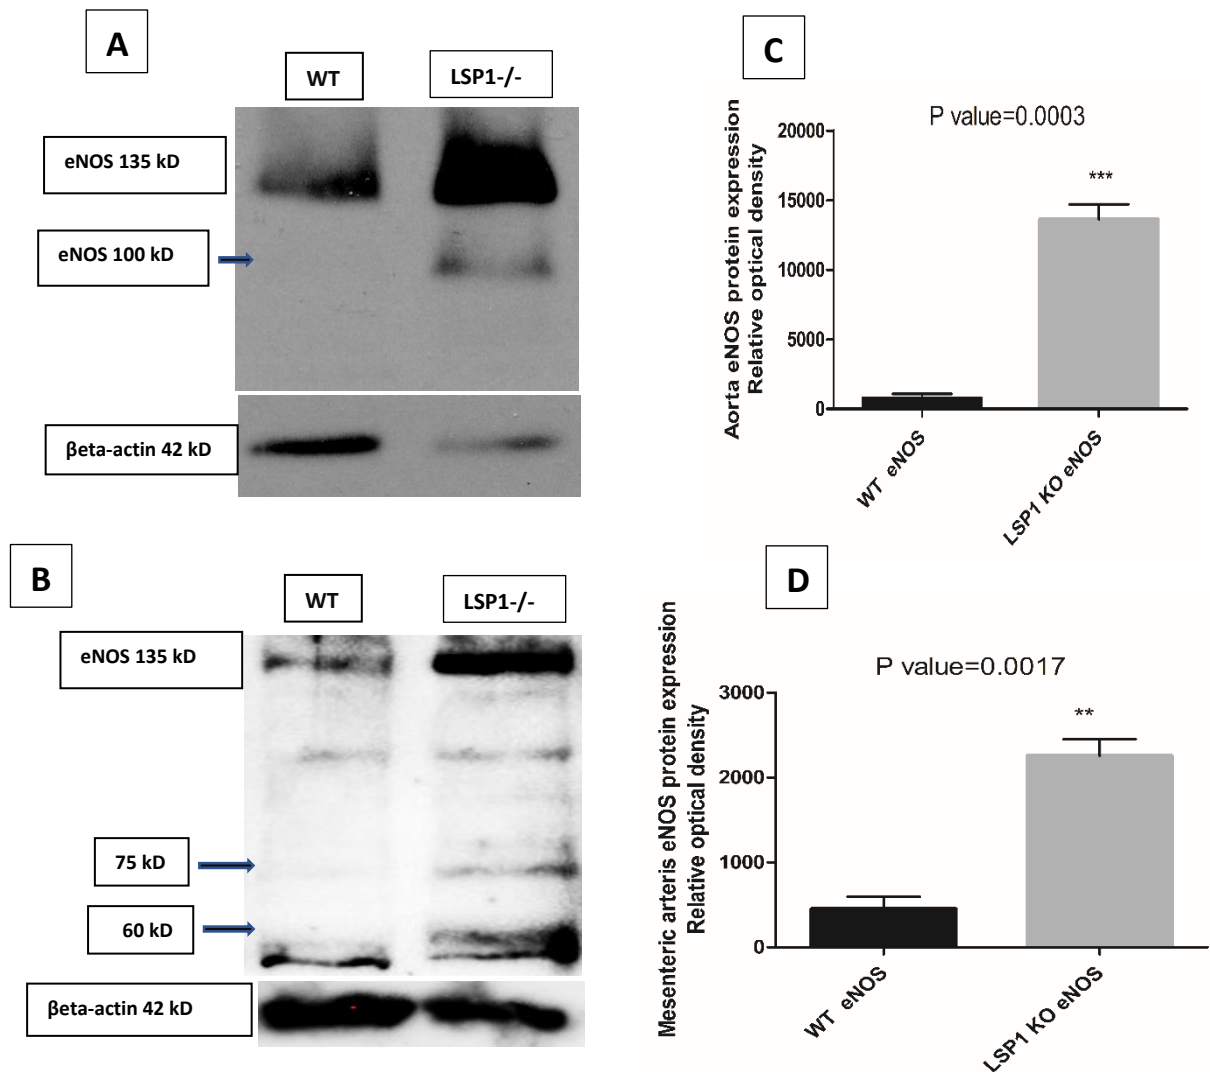 A
WT
LSP1-/-
eNOS 135 kD
eNOS 100 kD
βeta-actin 42 kD
B
WT
LSP1-/-
eNOS 135 kD
75 kD
60 kD
βeta-actin 42 kD
C
P value=0.0003
Aorta eNOS protein expression
Relative optical density
20000
15000
10000
5000
0
***
WT eNOS
LSP1 KO eNOS
D
P value=0.0017
Mesenteric arteris eNOS protein expression
Relative optical density
3000
2000
1000
0
**
WT eNOS
LSP1 KO eNOS